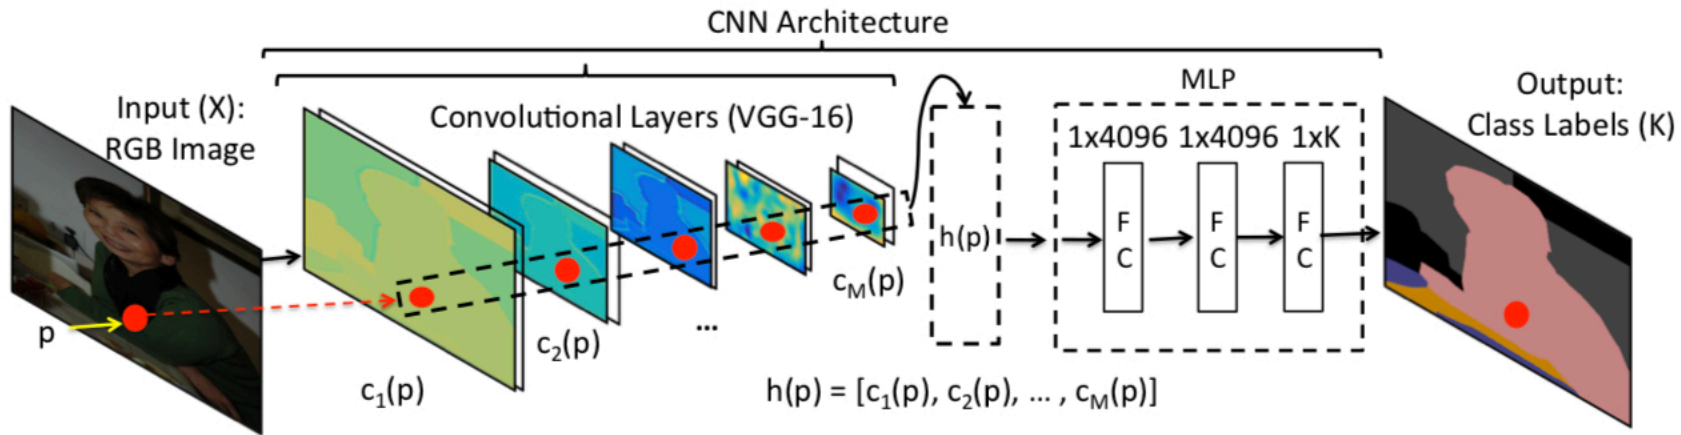 CNN Architecture
Input (X):
RGB Image
Convolutional Layers (VGG-16)
MLP
Output:
Class Labels (K)
1x4096 1x4096 1xK
F
C
F
C
F
C
h(p)
p
c₁(p)
c₂(p)
...
cM(p)
h(p) = [c₁(p), c₂(p), ... , cM(p)]